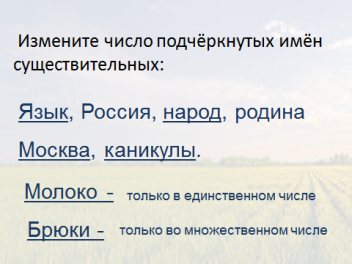 Измените число подчёркнутых имён
существительных:
Язык, Россия, народ, родина
Москва, каникулы.
Молоко - только в единственном числе
Брюки - только во множественном числе